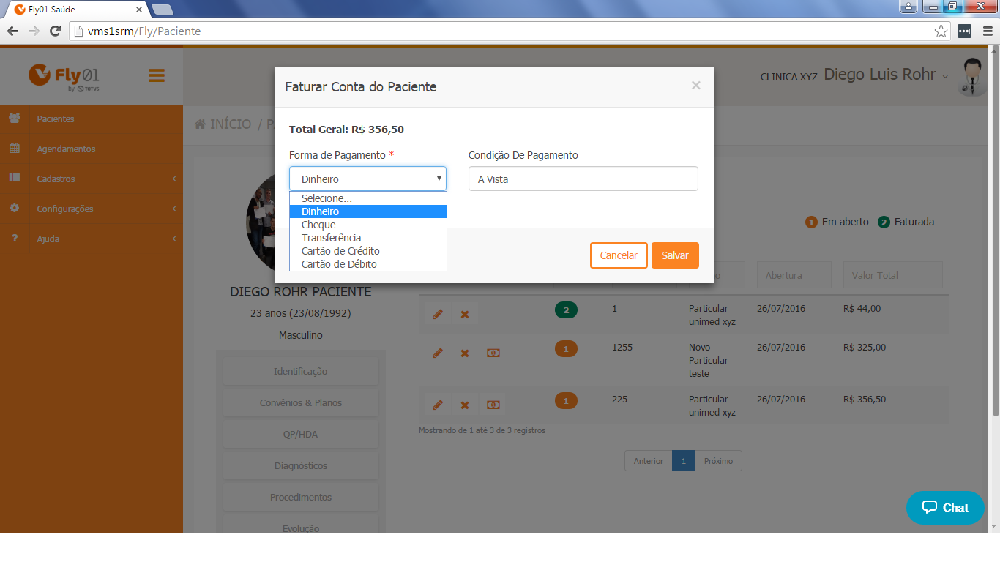 Fly01 Saúde
vms1srm/Fly/Paciente
Fly01
by TOTVS
CLINICA XYZ Diego Luis Rohr
Pacientes
Agendamentos
Cadastros
Configurações
Ajuda
INÍCIO / P
Faturar Conta do Paciente ×
Total Geral: R$ 356,50
Forma de Pagamento * Condição De Pagamento
Dinheiro A Vista
Selecione...
Dinheiro
Cheque
Transferência
Cartão de Crédito
Cartão de Débito
Cancelar Salvar
1 Em aberto 2 Faturada
Abertura Valor Total
DIEGO ROHR PACIENTE
23 anos (23/08/1992)
Masculino
Identificação
Convênios & Planos
QP/HDA
Diagnósticos
Procedimentos
Evolução
2 1 Particular unimed xyz 26/07/2016 R$ 44,00
1 1255 Novo Particular teste 26/07/2016 R$ 325,00
1 225 Particular unimed xyz 26/07/2016 R$ 356,50
Mostrando de 1 até 3 de 3 registros
Anterior 1 Próximo
Chat